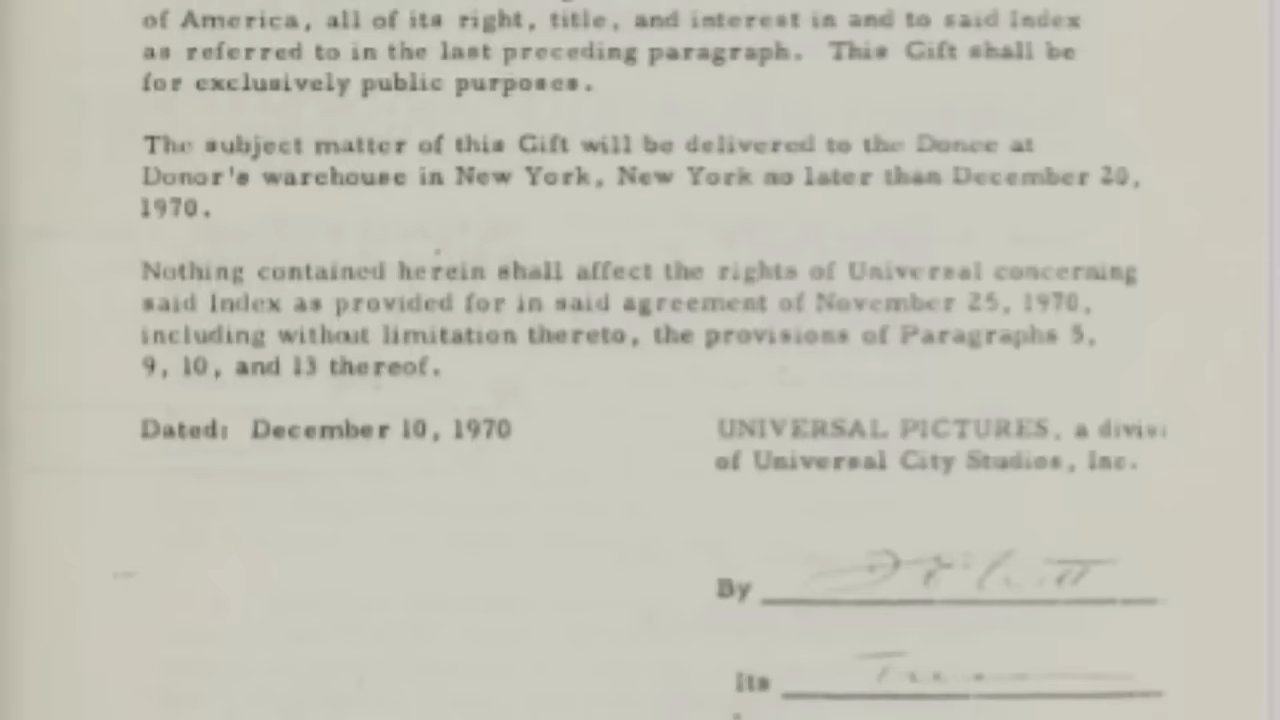 of America, all of its right, title, and interest in and to said Index
as referred to in the last preceding paragraph. This Gift shall be
for exclusively public purposes.
The subject matter of this Gift will be delivered to the Donee at
Donor's warehouse in New York, New York no later than December 20,
1970.
Nothing contained herein shall affect the rights of Universal concerning
said Index as provided for in said agreement of November 25, 1970,
including without limitation thereto, the provisions of Paragraphs 5,
9, 10, and 13 thereof.
Dated: December 10, 1970
UNIVERSAL PICTURES, a divisi
of Universal City Studios, Inc.
By
Its